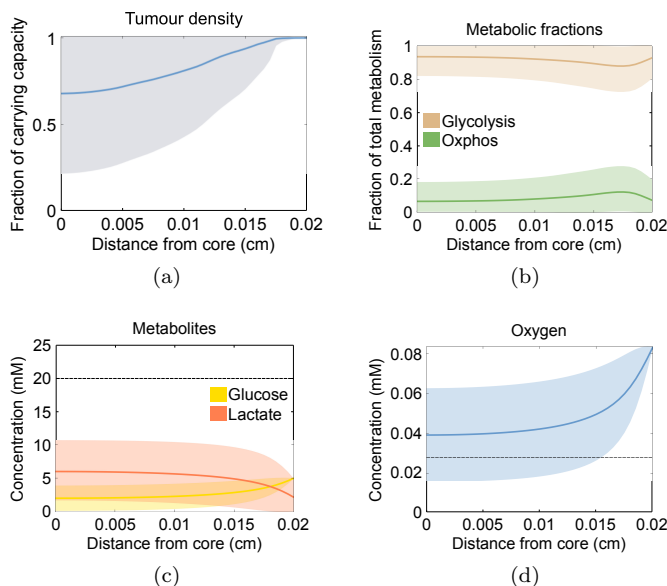 Tumour density
Fraction of carrying capacity
1
0.5
0
0
0.005
0.01
0.015
0.02
Distance from core (cm)
(a)
Metabolic fractions
Fraction of total metabolism
1
0.8
0.6
0.4
0.2
0
Glycolysis
Oxphos
0
0.005
0.01
0.015
0.02
Distance from core (cm)
(b)
Metabolites
Concentration (mM)
25
20
15
10
5
0
Glucose
Lactate
0
0.005
0.01
0.015
0.02
Distance from core (cm)
(c)
Oxygen
Concentration (mM)
0.08
0.06
0.04
0.02
0
0
0.005
0.01
0.015
0.02
Distance from core (cm)
(d)